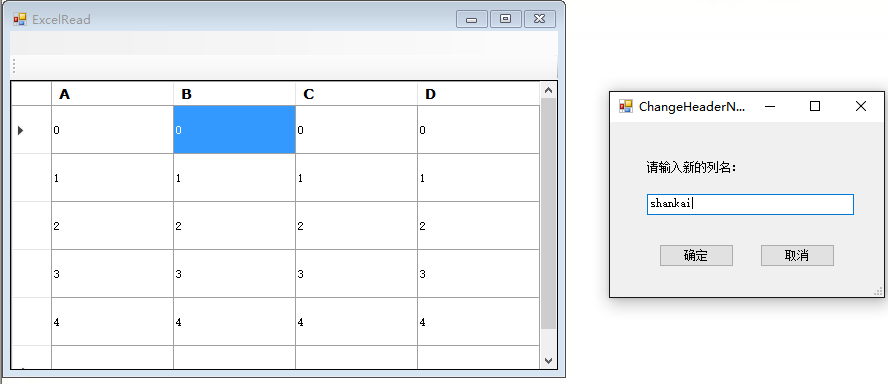 ExcelRead
A B C D
0 0 0 0
1 1 1 1
2 2 2 2
3 3 3 3
4 4 4 4
ChangeHeaderN...
请输入新的列名：
shankai
确定 取消